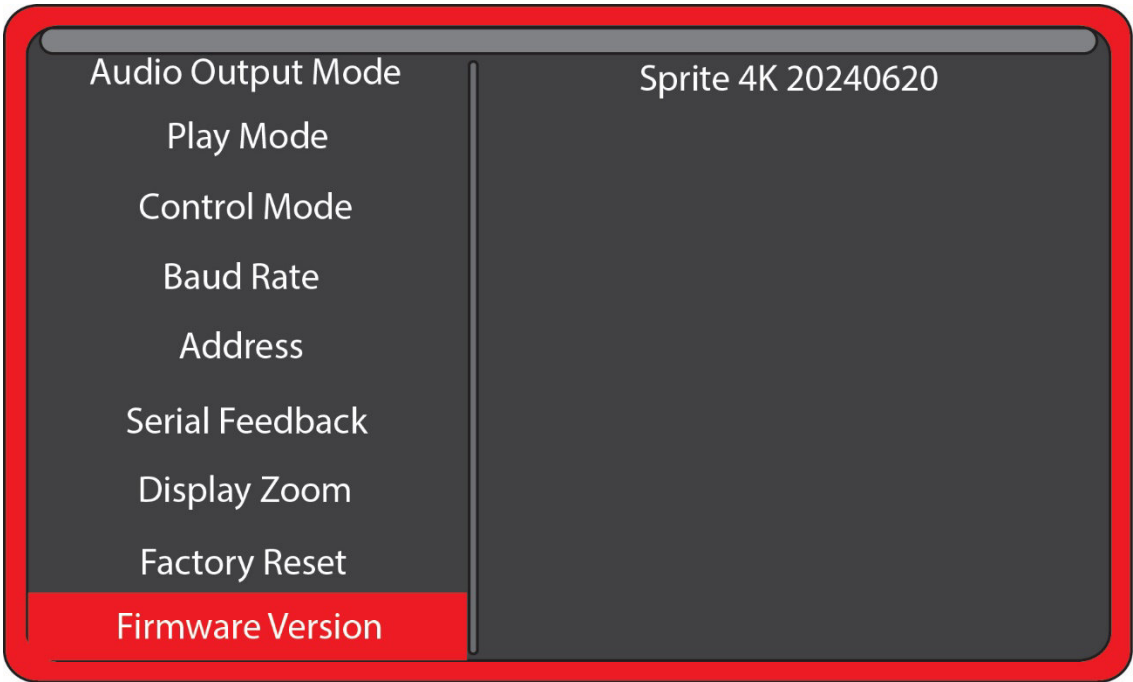 Audio Output Mode
Play Mode
Control Mode
Baud Rate
Address
Serial Feedback
Display Zoom
Factory Reset
Firmware Version
Sprite 4K 20240620